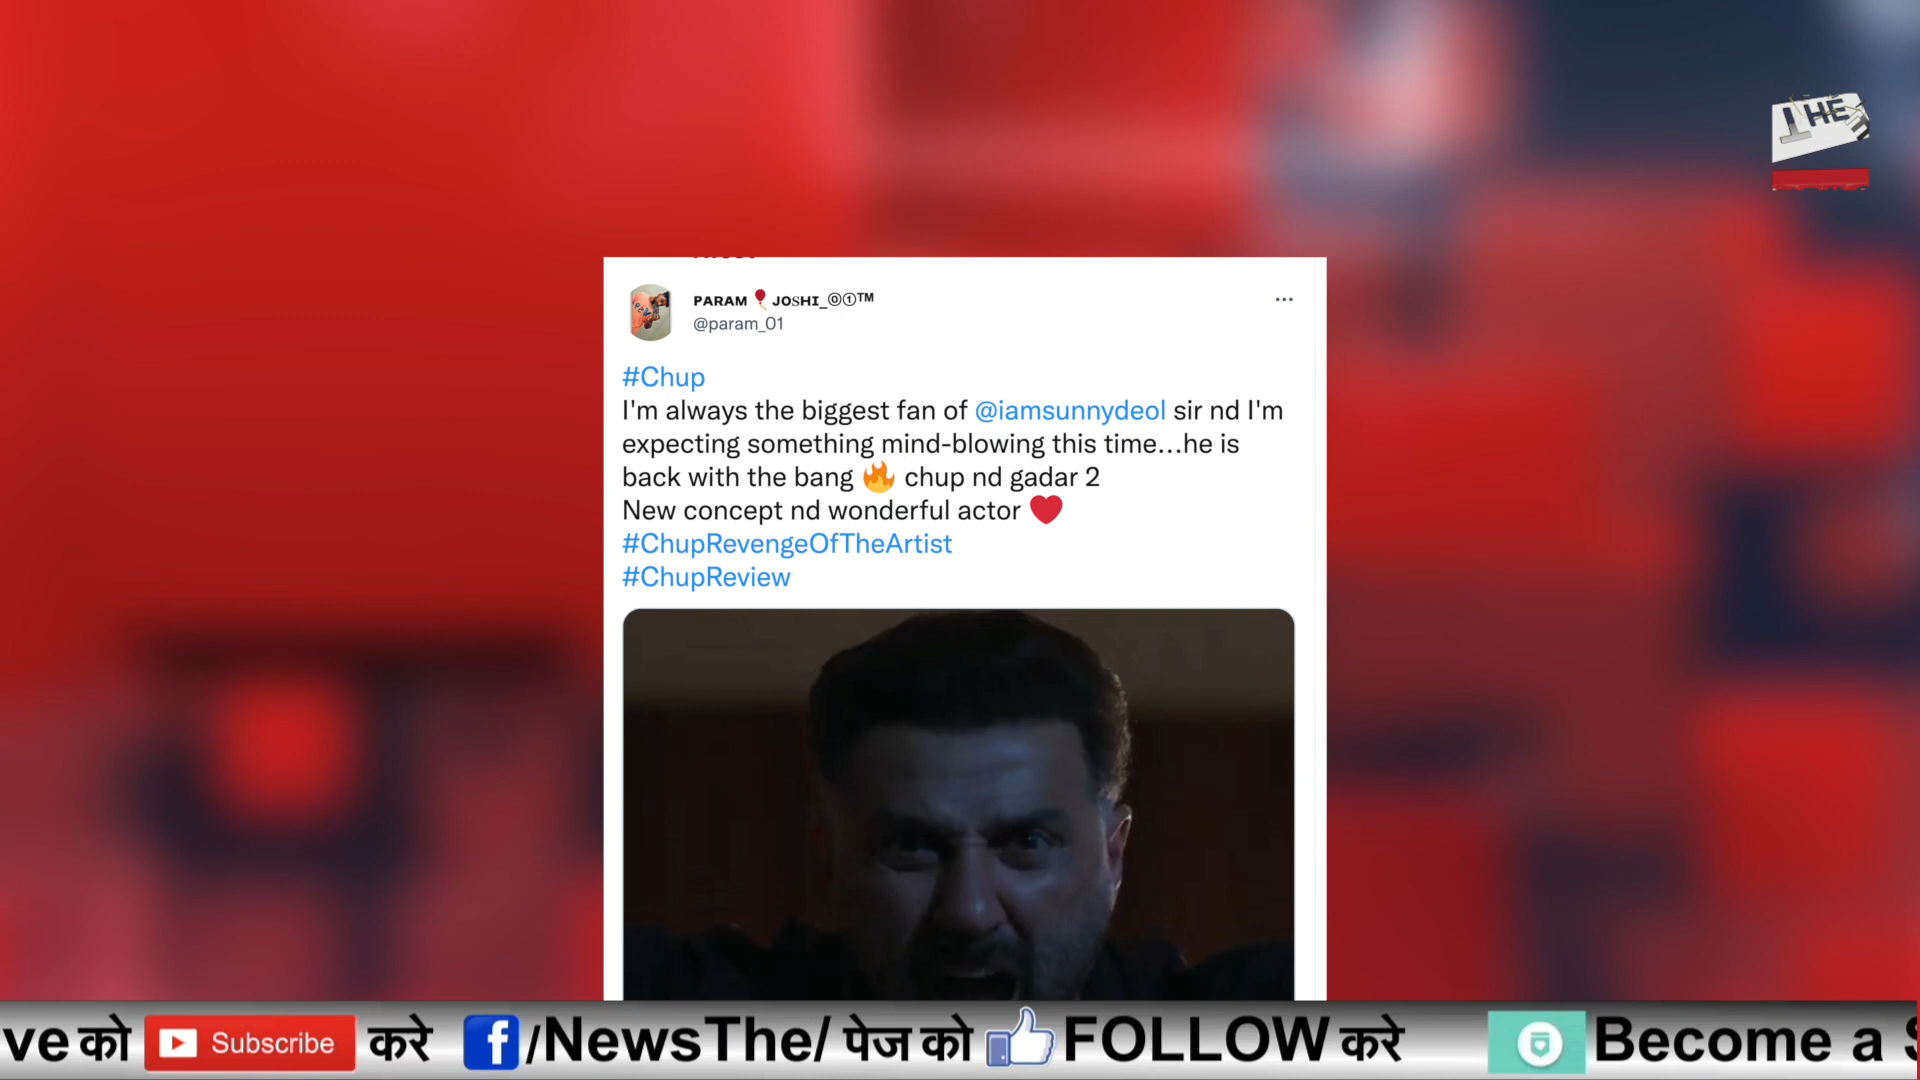 THE
PARAM 🎈 JOSHI_⓪①™
@param_01
#Chup
I'm always the biggest fan of @iamsunnydeol sir nd I'm
expecting something mind-blowing this time...he is
back with the bang 🔥 chup nd gadar 2
New concept nd wonderful actor ❤️
#ChupRevengeOfTheArtist
#ChupReview
ve को Subscribe करे f/NewsThe/ पेज को FOLLOW करे Become a